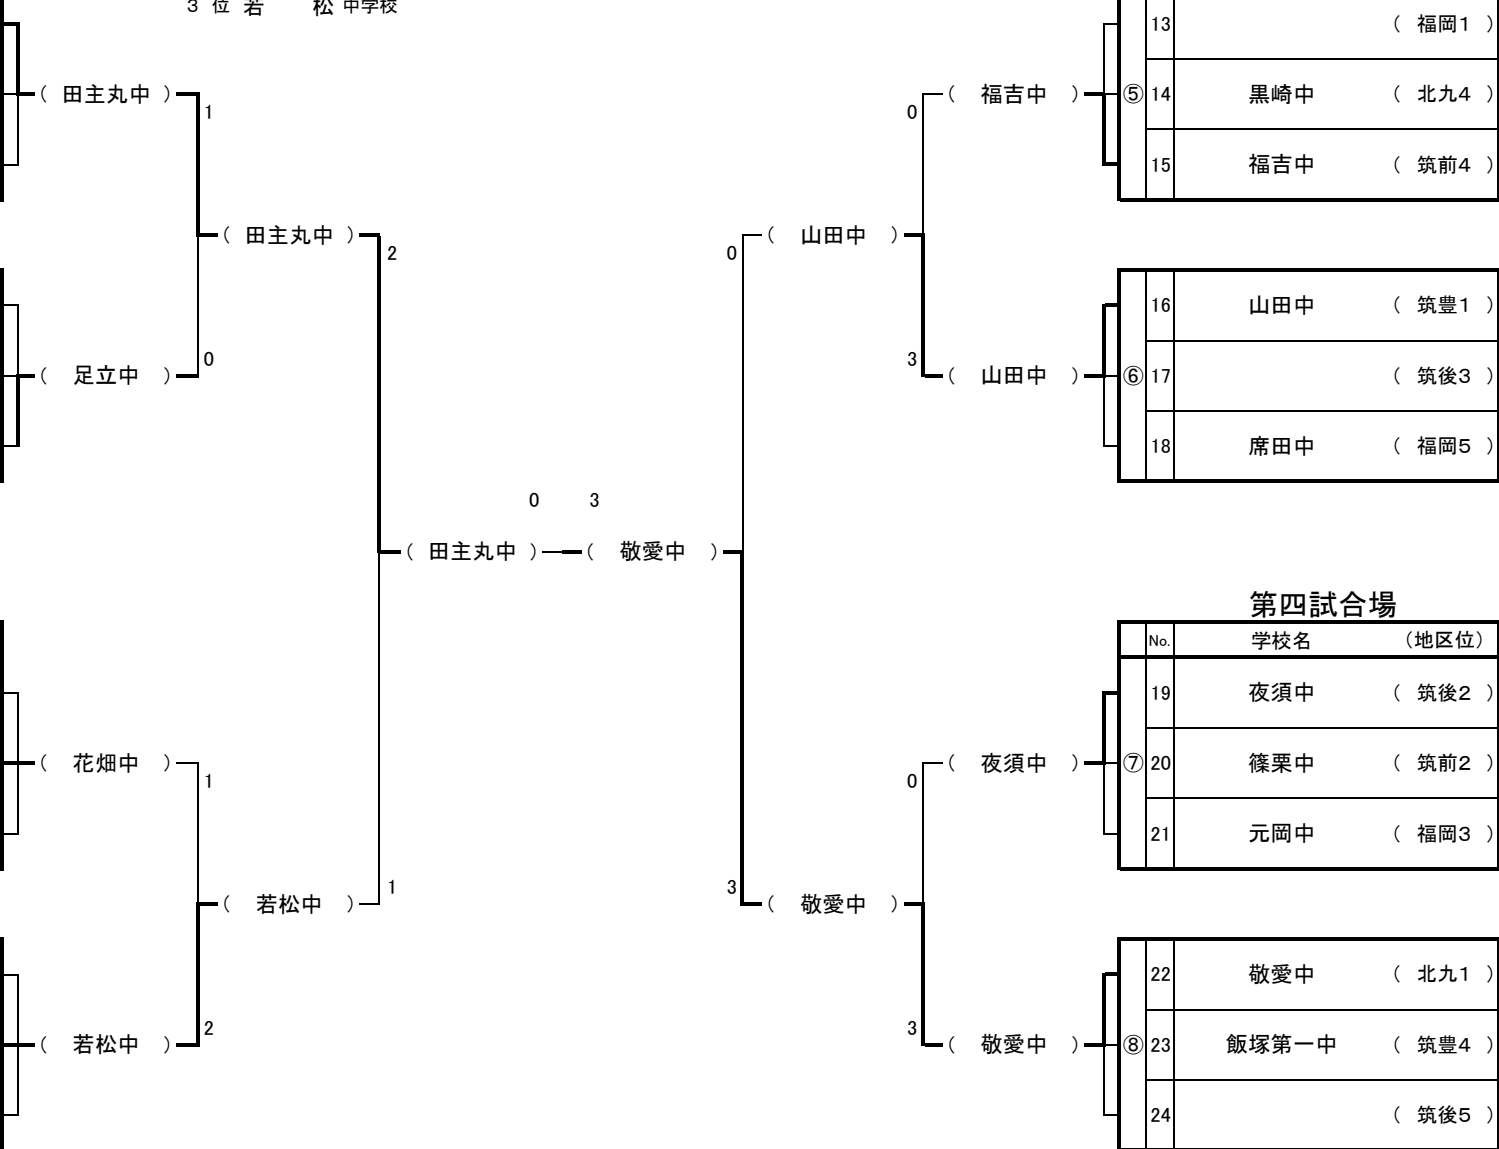 3 位 若 松 中学校
13 ( 福岡1 )
( 田主丸中 ) ( 福吉中 ) ⑤ 14 黒崎中 ( 北九4 )
1 0
15 福吉中 ( 筑前4 )
( 田主丸中 ) ( 山田中 )
2 0
16 山田中 ( 筑豊1 )
0 3
( 足立中 ) ( 山田中 ) ⑥ 17 ( 筑後3 )
18 席田中 ( 福岡5 )
0 3
( 田主丸中 ) ( 敬愛中 )
第四試合場
No. 学校名 (地区位)
19 夜須中 ( 筑後2 )
( 花畑中 ) ( 夜須中 ) ⑦ 20 篠栗中 ( 筑前2 )
1 0
21 元岡中 ( 福岡3 )
1 3
( 若松中 ) ( 敬愛中 )
22 敬愛中 ( 北九1 )
2 3
( 若松中 ) ( 敬愛中 ) ⑧ 23 飯塚第一中 ( 筑豊4 )
24 ( 筑後5 )